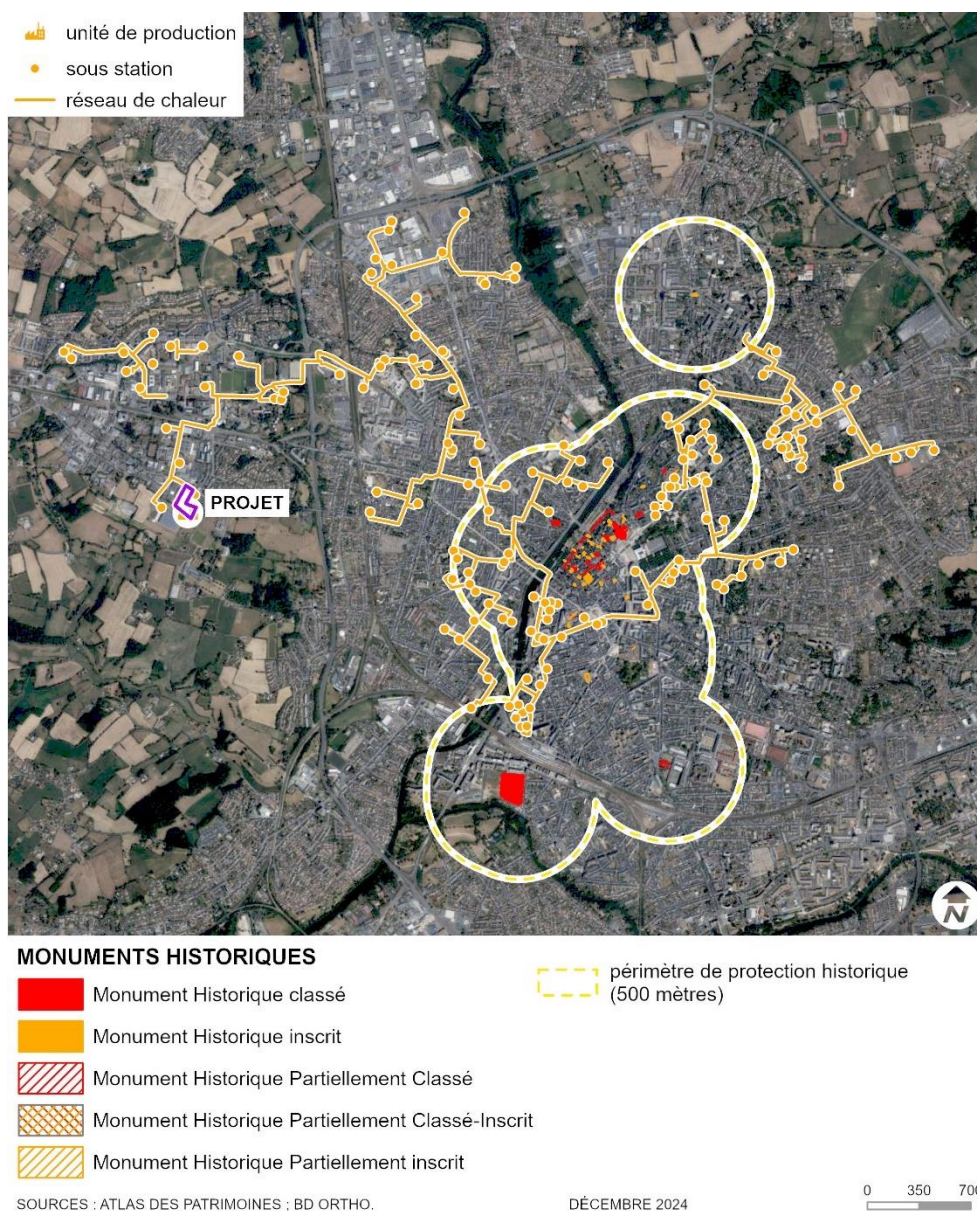 unité de production
sous station
réseau de chaleur
PROJET
N
MONUMENTS HISTORIQUES
Monument Historique classé
Monument Historique inscrit
Monument Historique Partiellement Classé
Monument Historique Partiellement Classé-Inscrit
Monument Historique Partiellement inscrit
périmètre de protection historique
(500 mètres)
SOURCES : ATLAS DES PATRIMOINES ; BD ORTHO.
DÉCEMBRE 2024
0 350 700